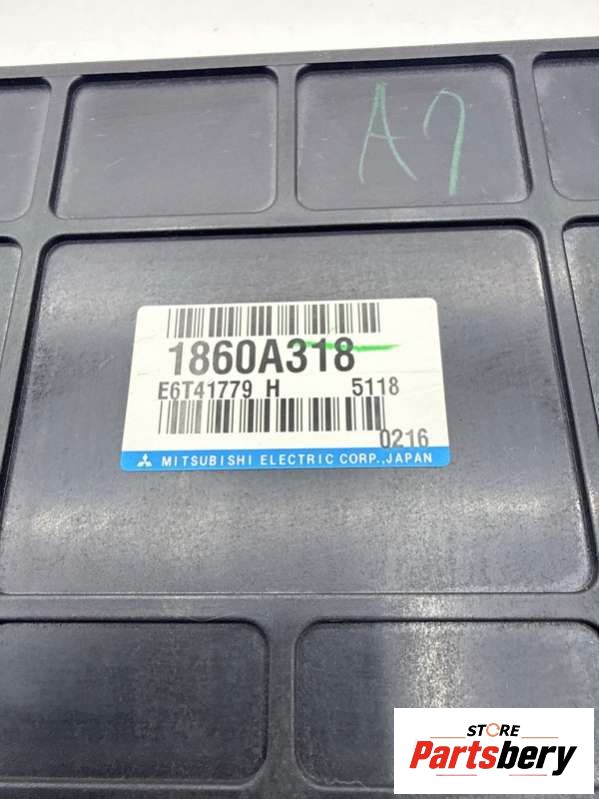 A7
1860A318
E6T41779 H 5118
0216
MITSUBISHI ELECTRIC CORP., JAPAN
STORE
Partsbery